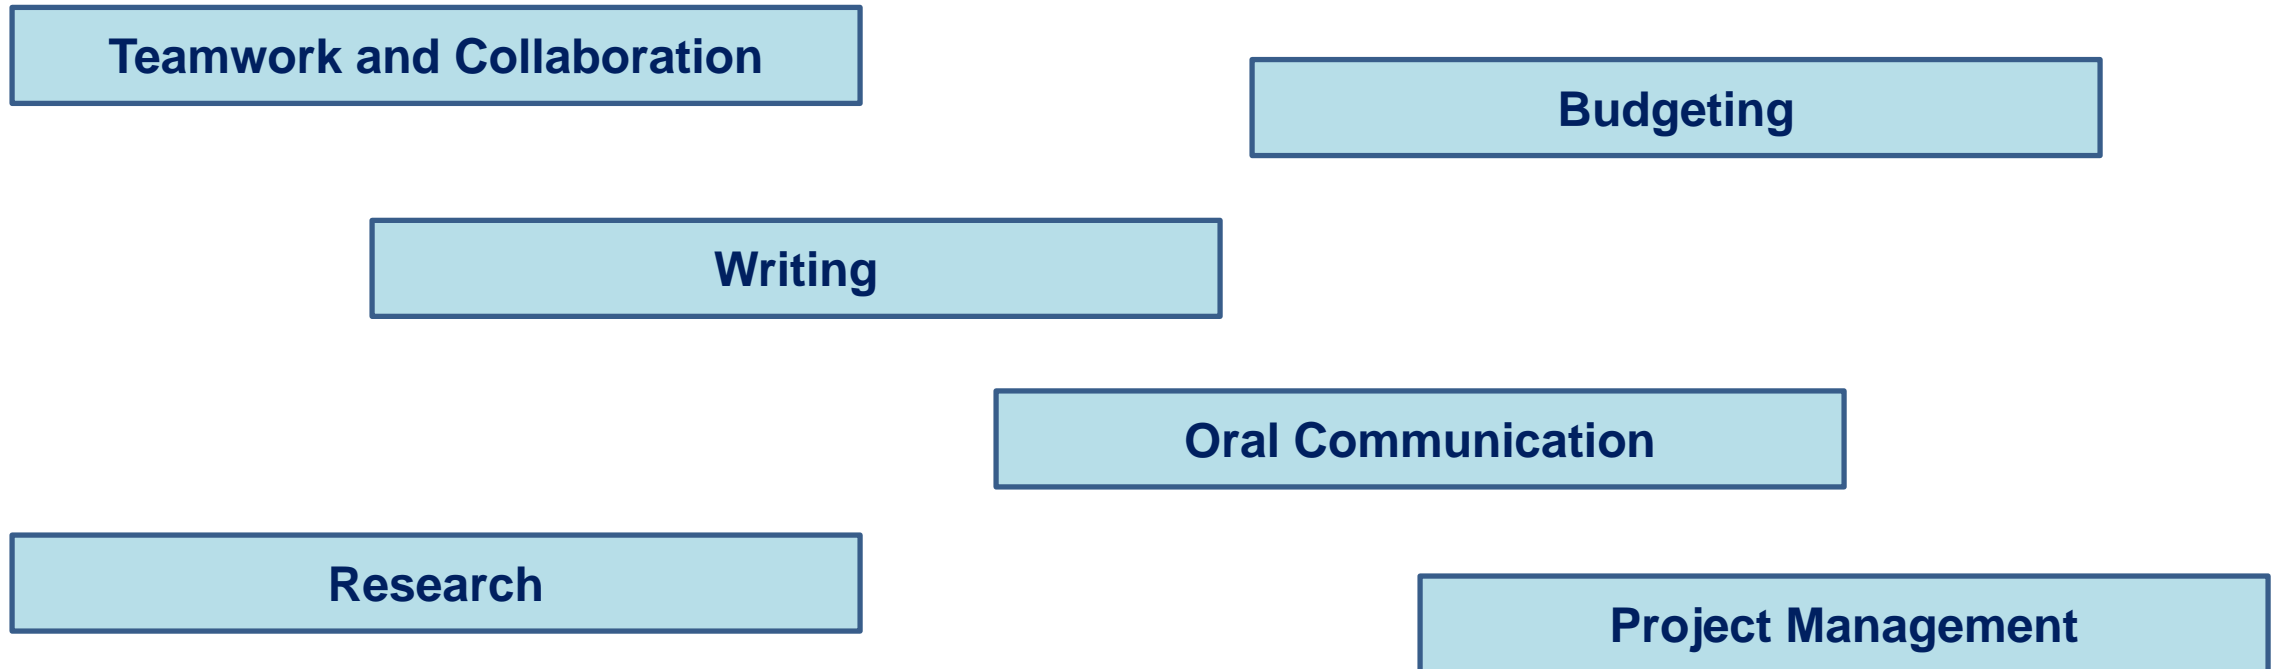 Teamwork and Collaboration
Budgeting
Writing
Oral Communication
Research
Project Management